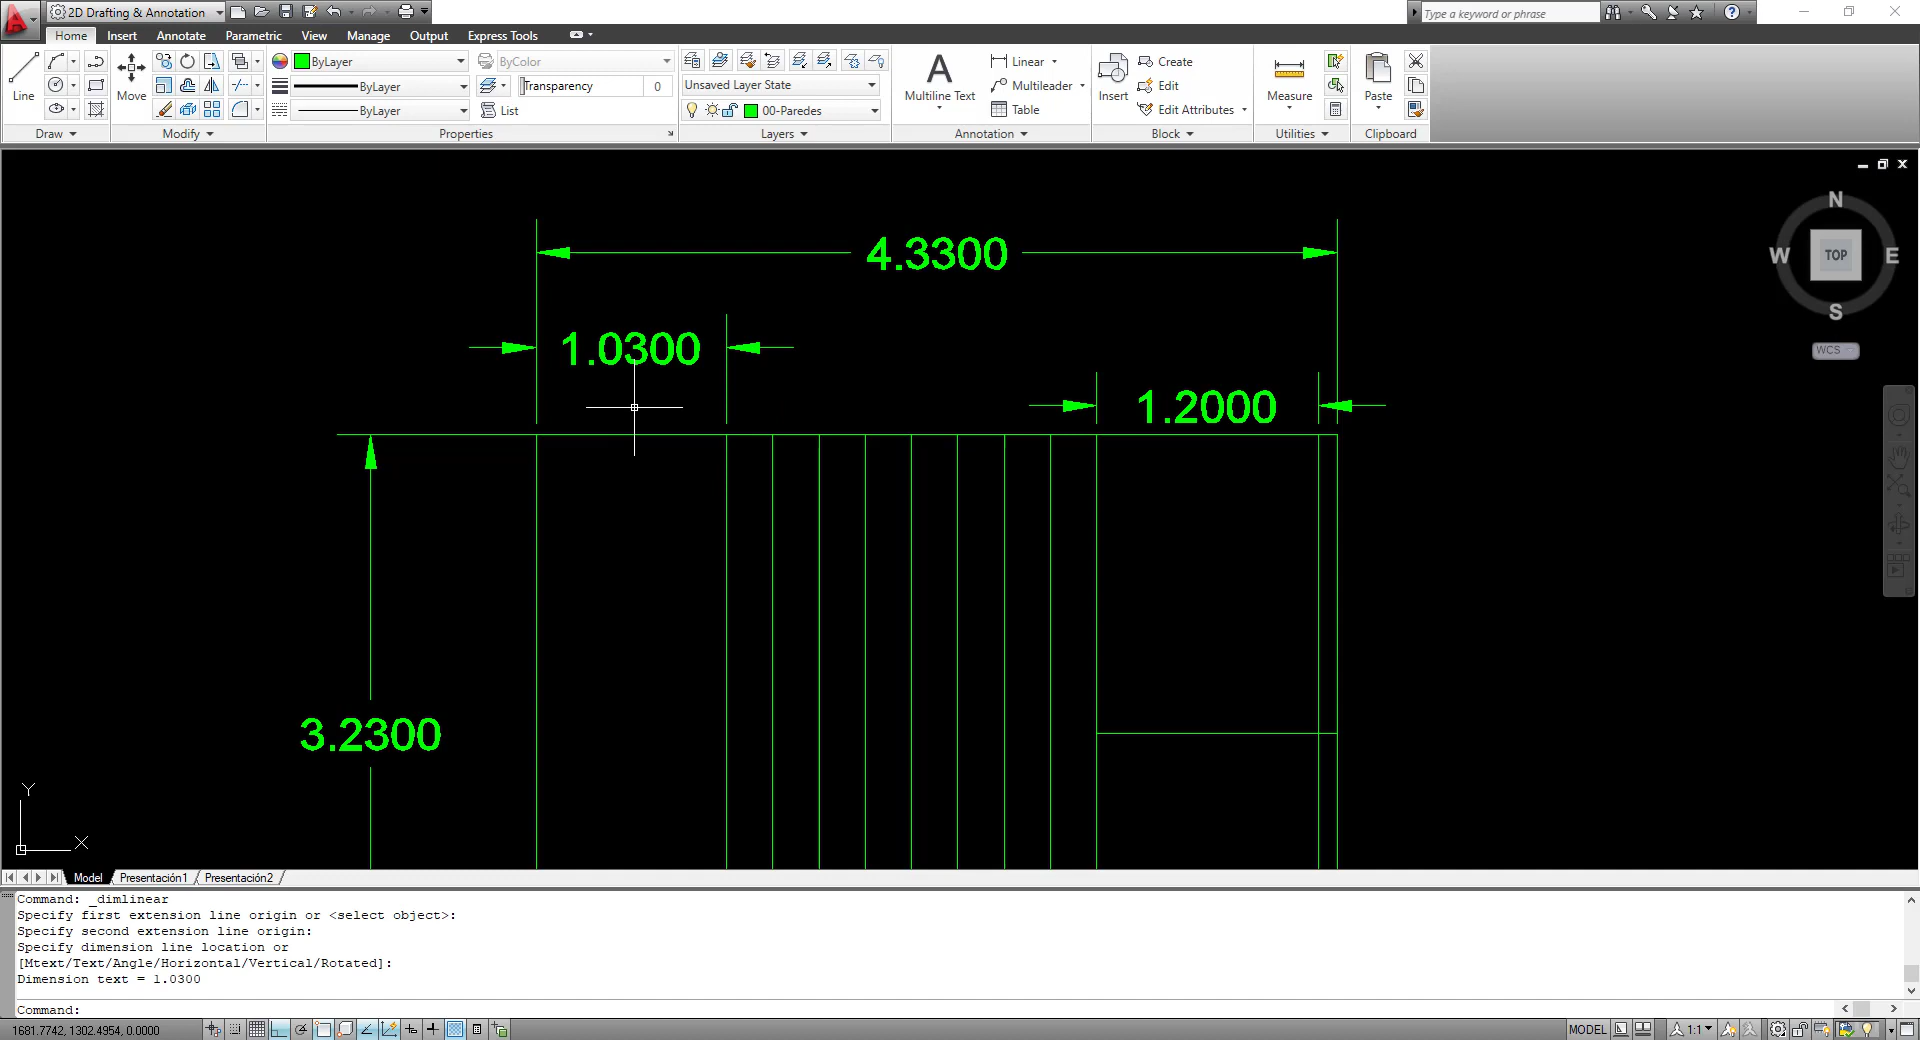 2D Drafting & Annotation
Type a keyword or phrase
Home Insert Annotate Parametric View Manage Output Express Tools
Line
Move
Draw
Modify
ByLayer
ByLayer
ByLayer
ByColor
Transparency 0
List
Properties
Unsaved Layer State
00-Paredes
Layers
A
Multiline Text
Linear
Multileader
Table
Annotation
Insert
Create
Edit
Edit Attributes
Block
Measure
Utilities
Paste
Clipboard
4.3300
1.0300
1.2000
3.2300
N
W TOP E
S
WCS
Y
X
Model Presentación1 Presentación2
Command: _dimlinear
Specify first extension line origin or <select object>:
Specify second extension line origin:
Specify dimension line location or
[Mtext/Text/Angle/Horizontal/Vertical/Rotated]:
Dimension text = 1.0300
Command:
1681.7742, 1302.4954, 0.0000
MODEL
1:1